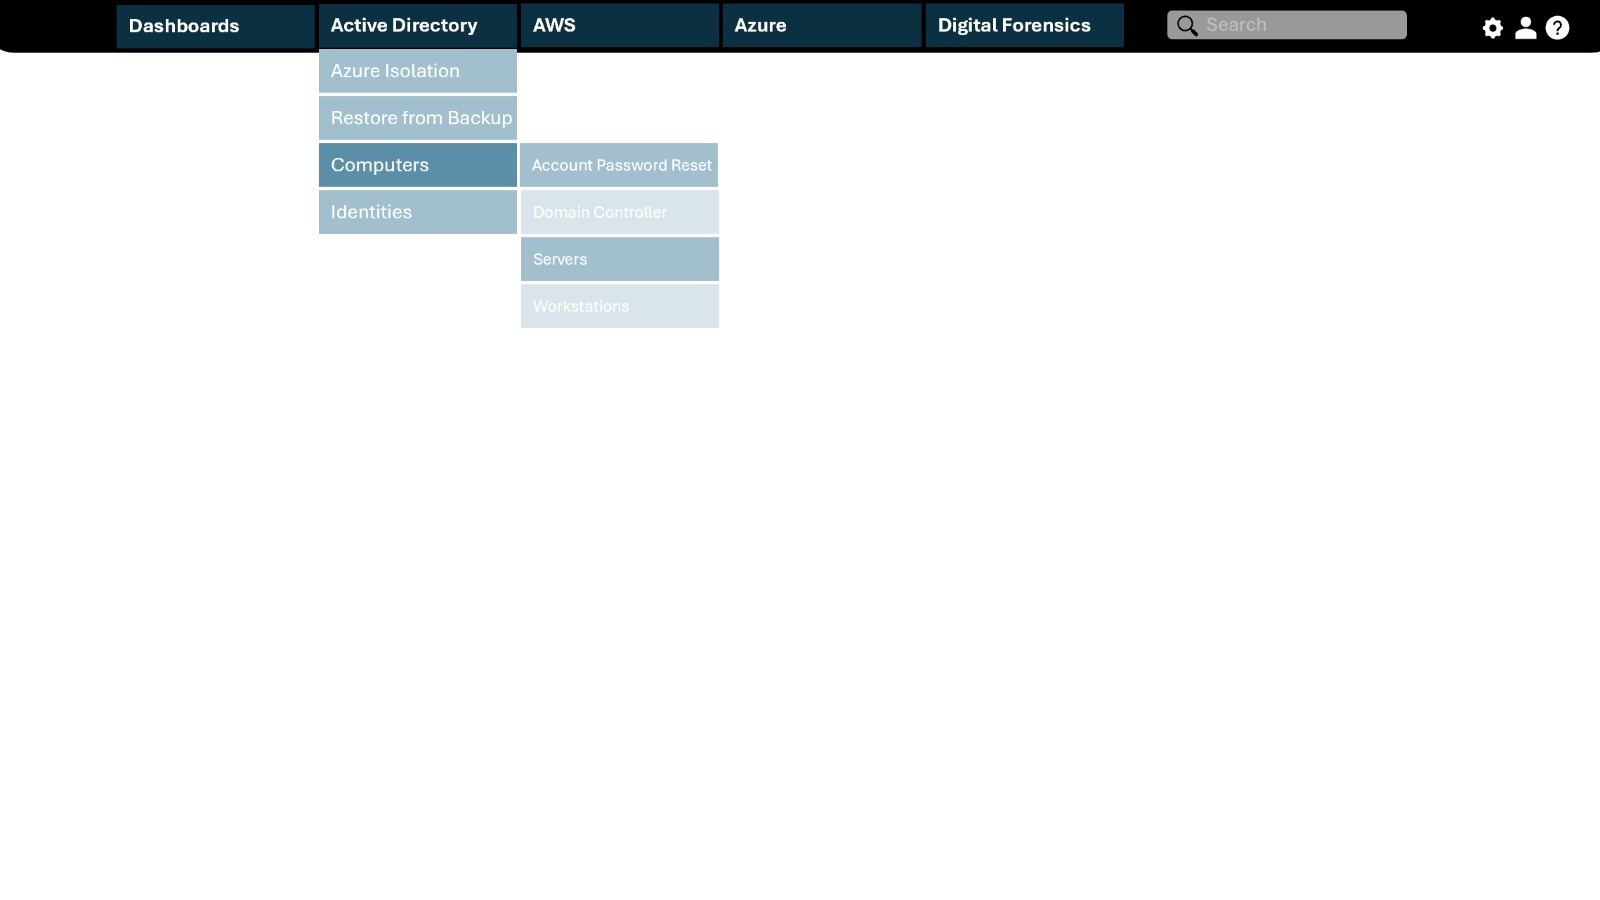 Dashboards
Active Directory
AWS
Azure
Digital Forensics
Search
?
Azure Isolation
Restore from Backup
Computers
Identities
Account Password Reset
Domain Controller
Servers
Workstations